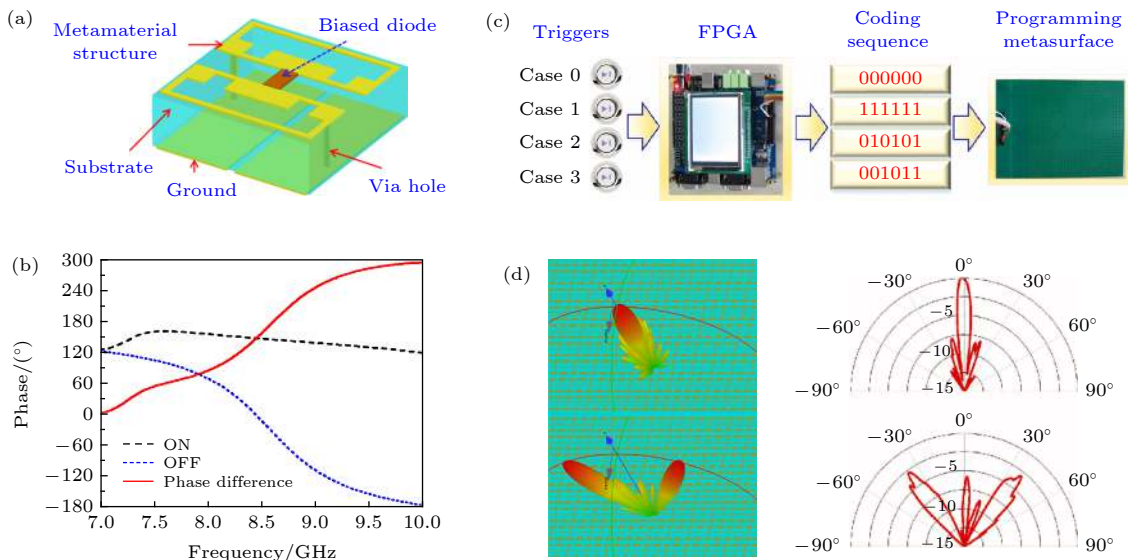 (a)
Metamaterial
structure
Biased diode
Substrate
Ground
Via hole
(c)
Triggers
FPGA
Coding
sequence
Programming
metasurface
Case 0
Case 1
Case 2
Case 3
000000
111111
010101
001011
(b)
Phase/(°)
300
240
180
120
60
0
−60
−120
−180
ON
OFF
Phase difference
7.0
7.5
8.0
8.5
9.0
9.5
10.0
Frequency/GHz
(d)
0°
−30°
30°
−60°
60°
−90°
90°
−5
−10
−15
0°
−30°
30°
−60°
60°
−90°
90°
−5
−10
−15